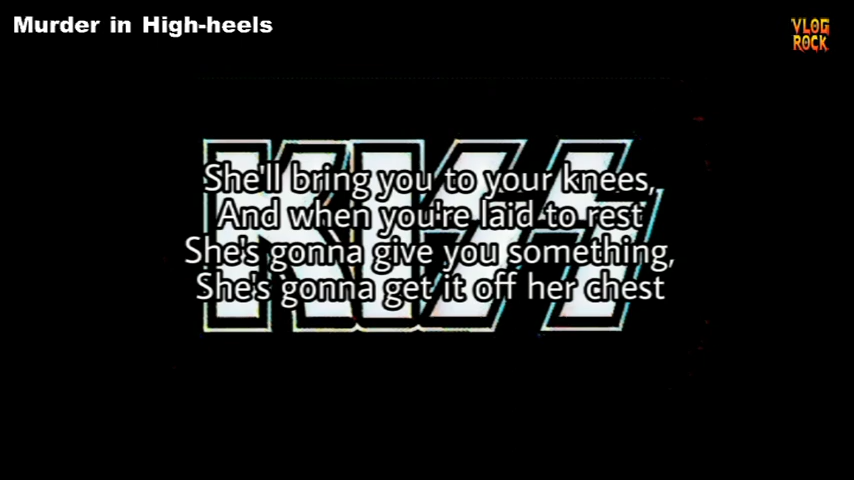 Murder in High-heels
VLOG
ROCK
KISS
She'll bring you to your knees,
And when you're laid to rest
She's gonna give you something,
She's gonna get it off her chest